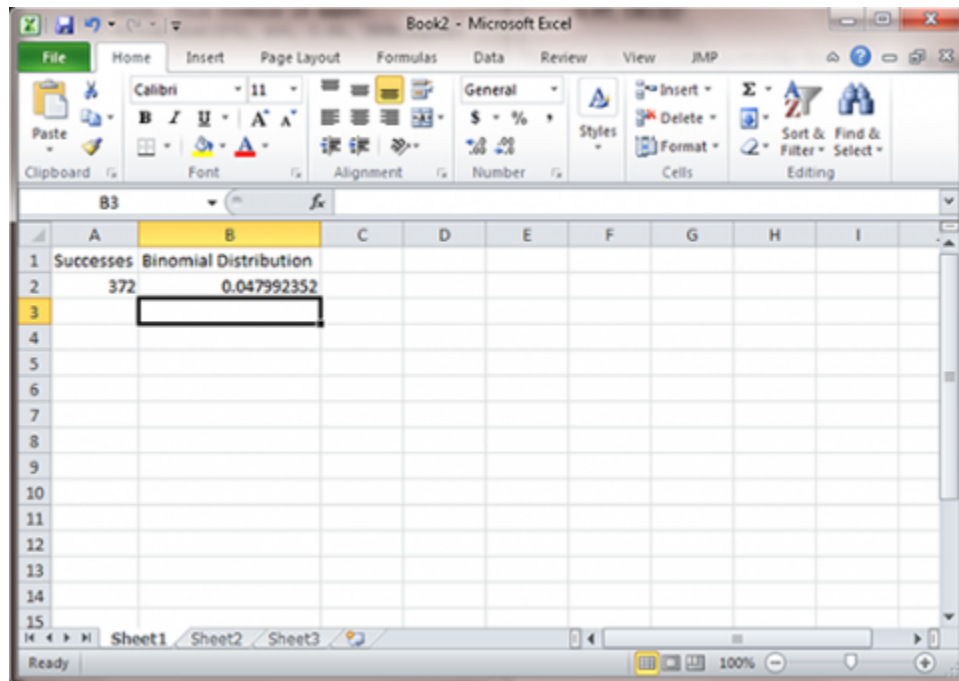 Book2 - Microsoft Excel
File Home Insert Page Layout Formulas Data Review View JMP
Calibri 11 General Insert Σ
Paste B I U A A $ % , Styles Delete Sort & Find &
A Format Filter Select
Clipboard Font Alignment Number Cells Editing
B3 fx
A B C D E F G H I
1 Successes Binomial Distribution
2 372 0.047992352
3
4
5
6
7
8
9
10
11
12
13
14
15
Sheet1 Sheet2 Sheet3
Ready 100%